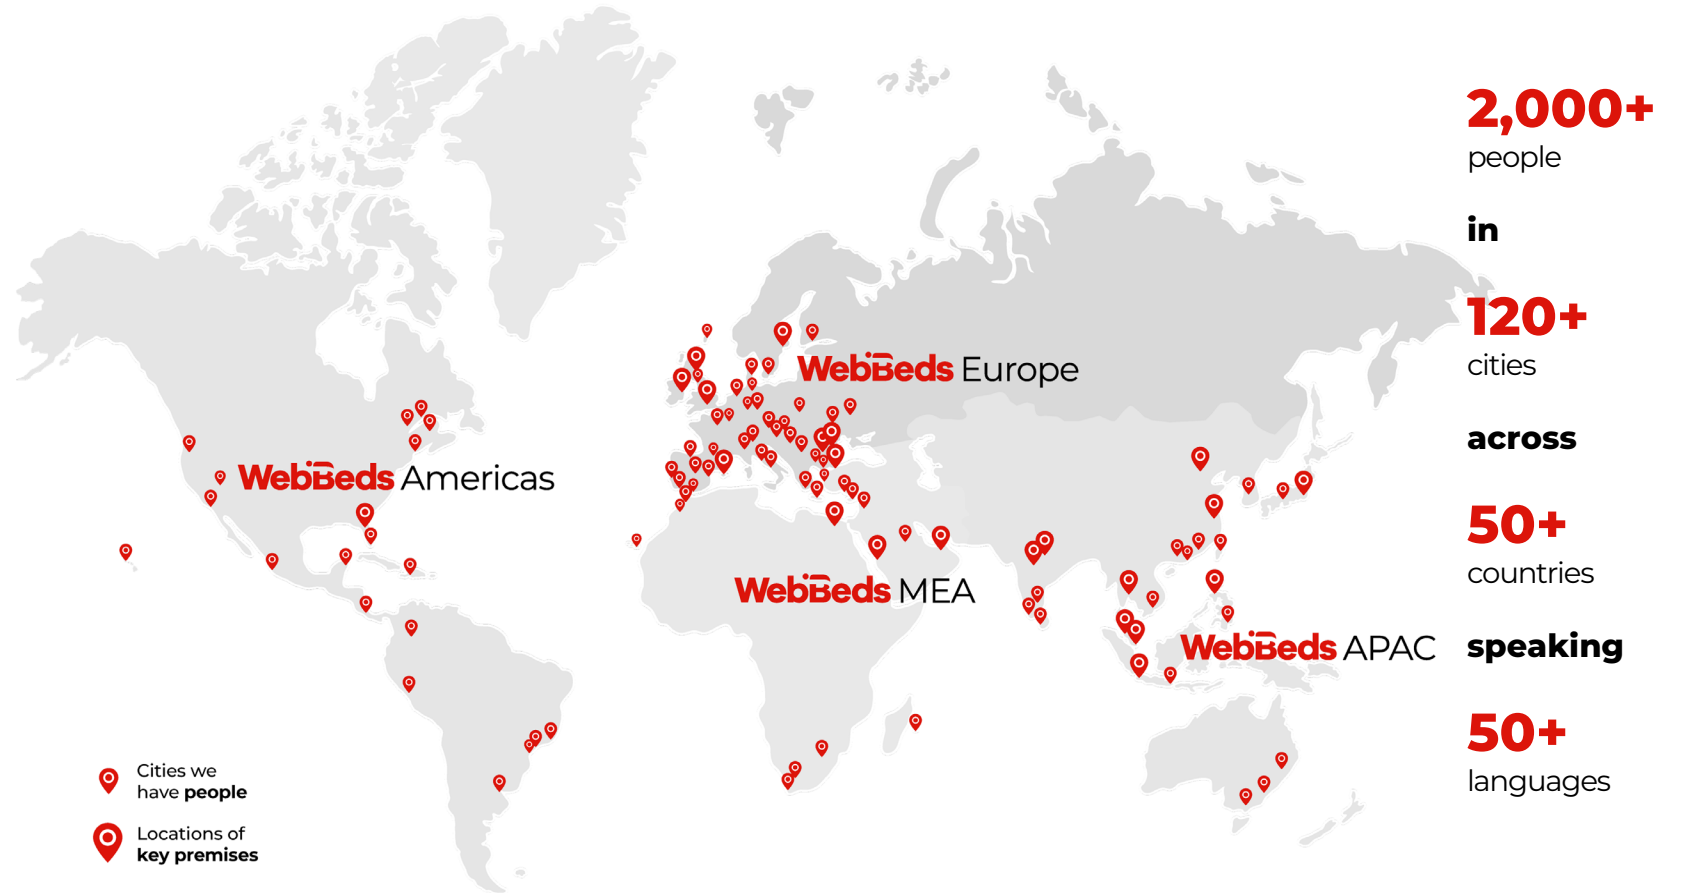 WebBeds Europe
WebBeds Americas
WebBeds MEA
WebBeds APAC
Cities we
have people
Locations of
key premises
2,000+
people
in
120+
cities
across
50+
countries
speaking
50+
languages